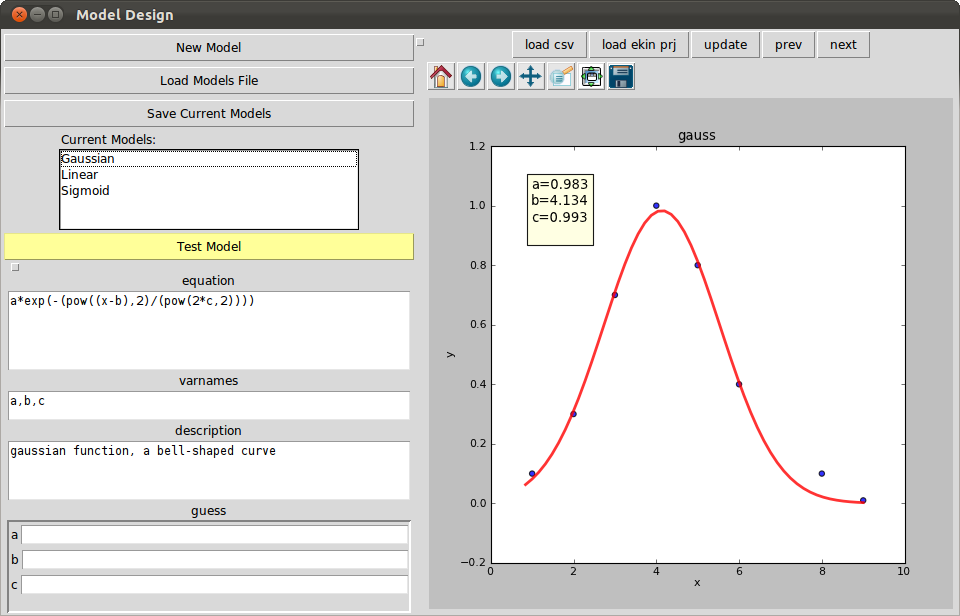 Model Design
New Model
Load Models File
Save Current Models
Current Models:
Gaussian
Linear
Sigmoid
Test Model
equation
a*exp(-(pow((x-b),2)/(pow(2*c,2))))
varnames
a,b,c
description
gaussian function, a bell-shaped curve
guess
a
b
c
load csv
load ekin prj
update
prev
next
gauss
a=0.983
b=4.134
c=0.993
1.2
1.0
0.8
0.6
0.4
0.2
0.0
−0.2
y
0 2 4 6 8 10
x